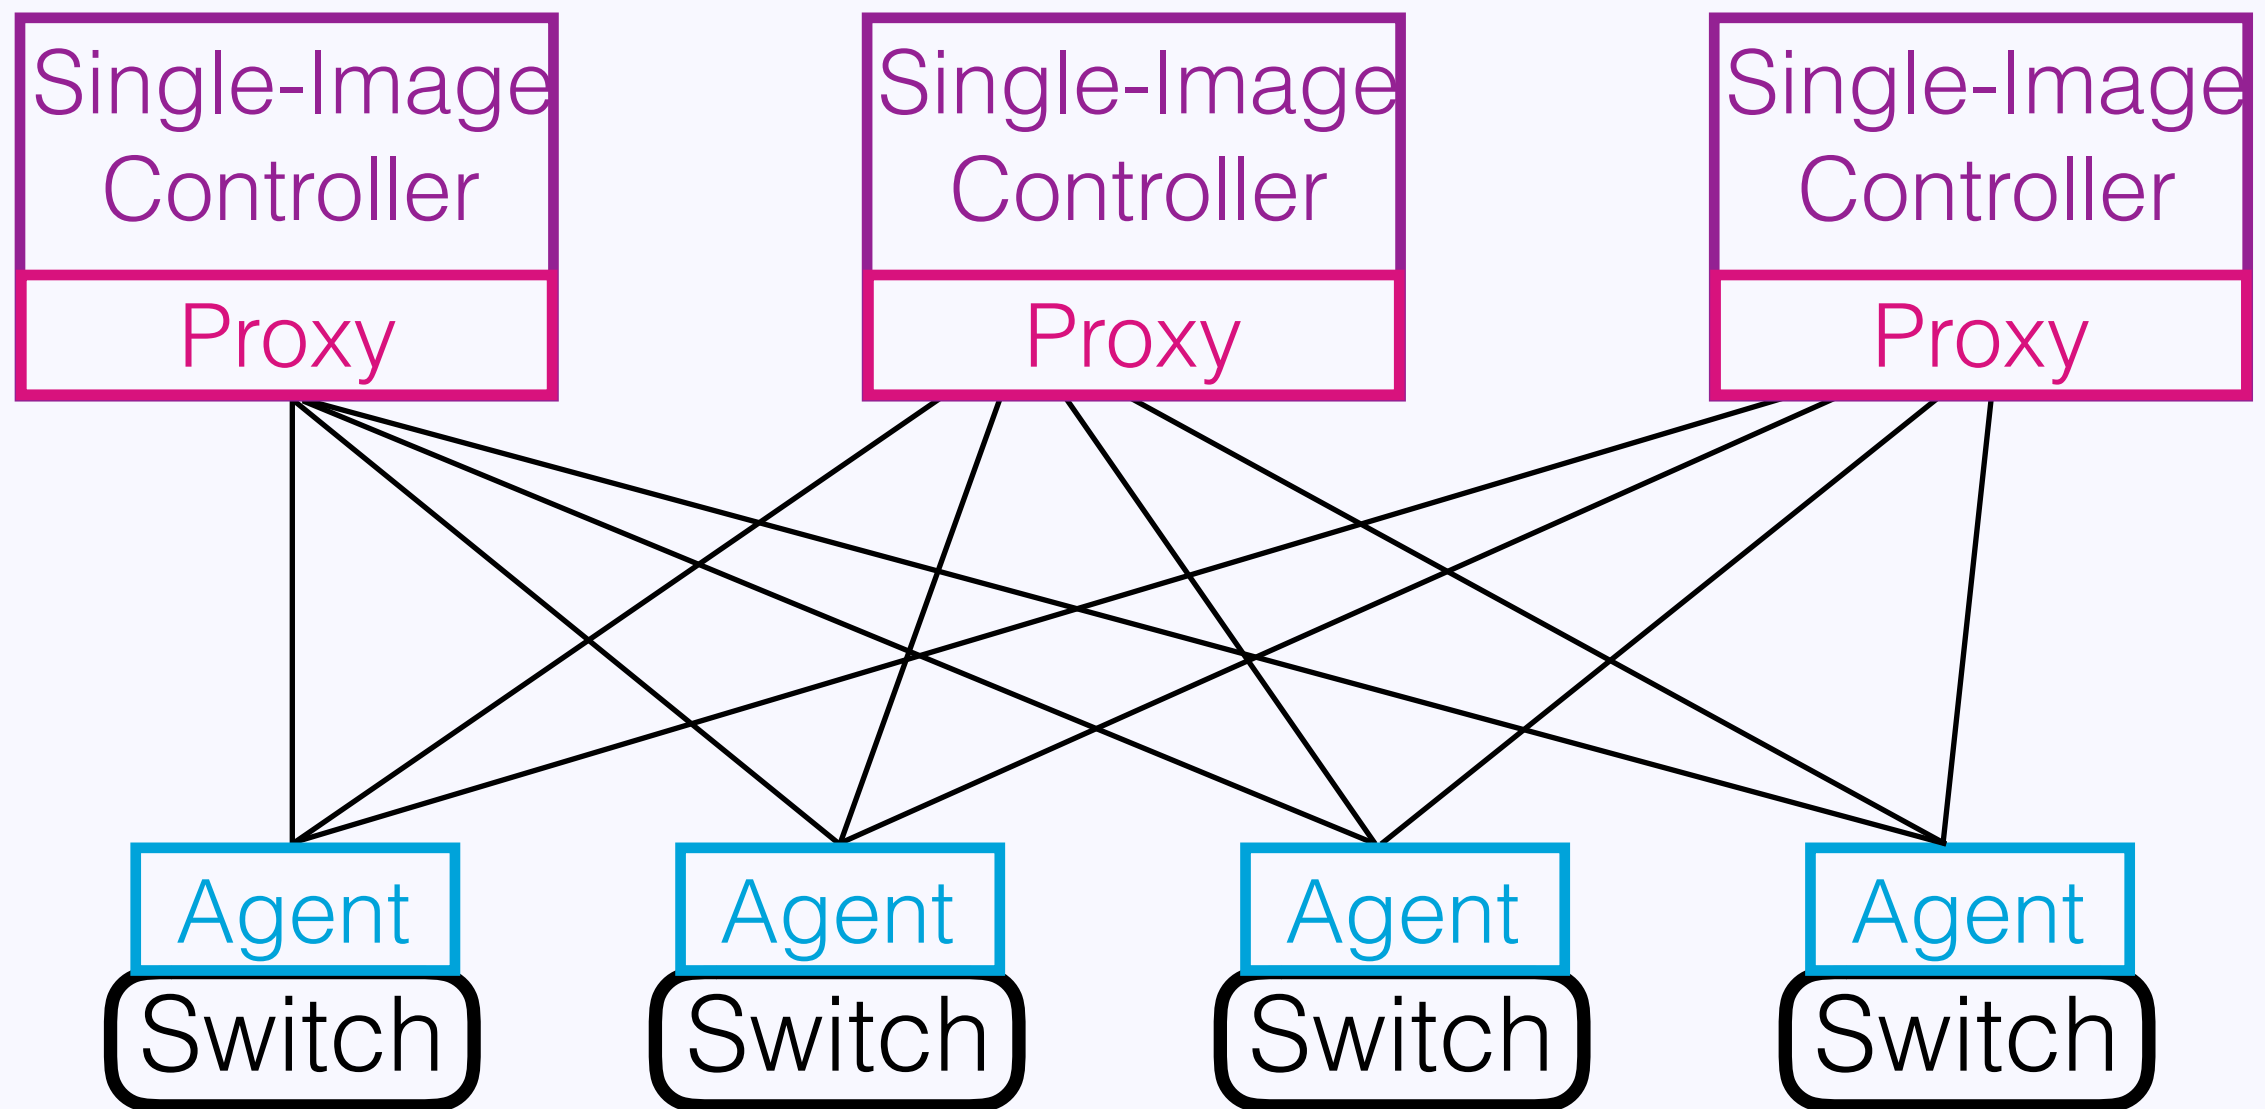 Single-Image
Controller
Proxy
Single-Image
Controller
Proxy
Single-Image
Controller
Proxy
Agent
Switch
Agent
Switch
Agent
Switch
Agent
Switch